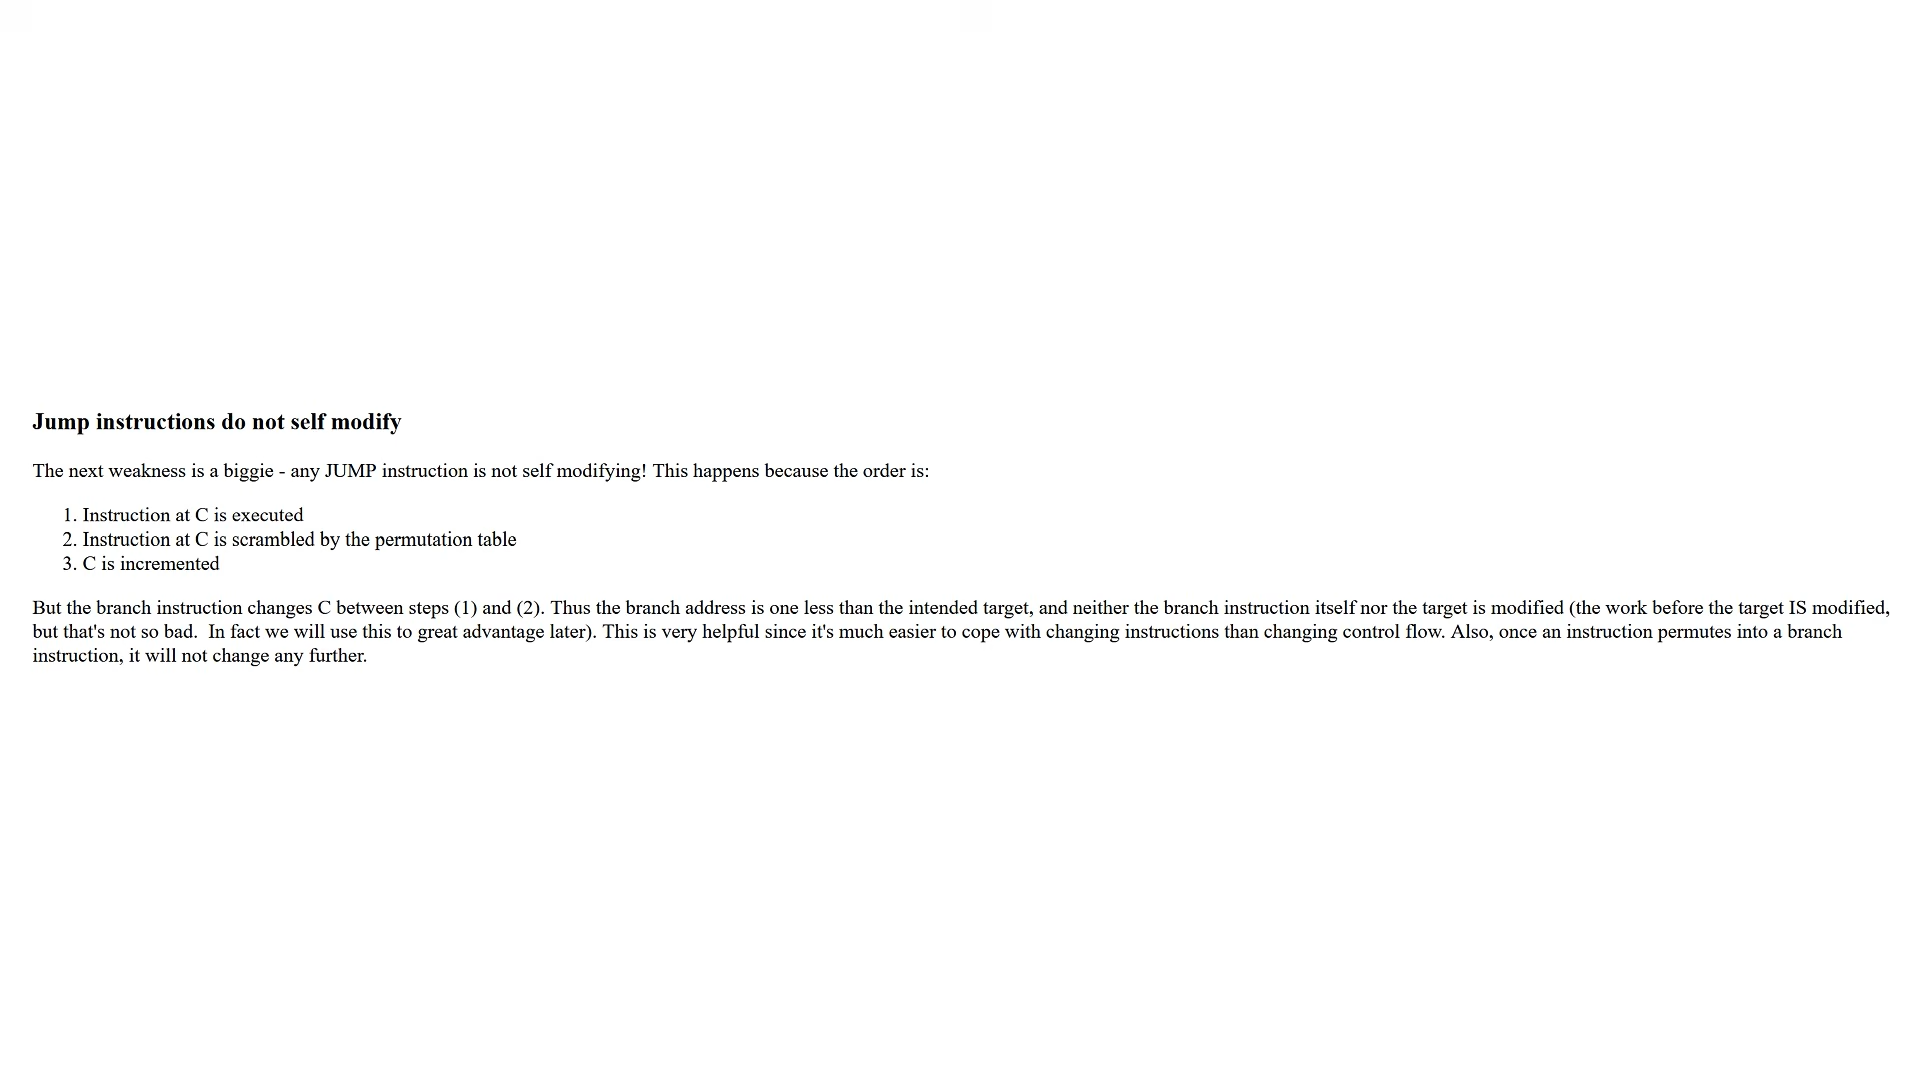 Jump instructions do not self modify
The next weakness is a biggie - any JUMP instruction is not self modifying! This happens because the order is:
1. Instruction at C is executed
2. Instruction at C is scrambled by the permutation table
3. C is incremented
But the branch instruction changes C between steps (1) and (2). Thus the branch address is one less than the intended target, and neither the branch instruction itself nor the target is modified (the work before the target IS modified,
but that's not so bad.  In fact we will use this to great advantage later). This is very helpful since it's much easier to cope with changing instructions than changing control flow. Also, once an instruction permutes into a branch
instruction, it will not change any further.